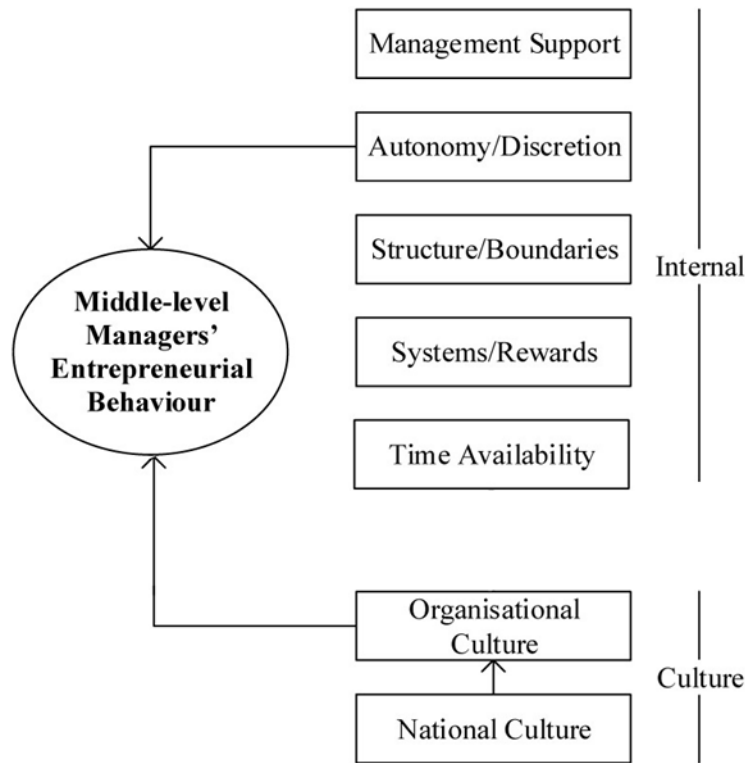 Management Support
Autonomy/Discretion
Structure/Boundaries
Internal
Middle-level
Managers’
Entrepreneurial
Behaviour
Systems/Rewards
Time Availability
Organisational
Culture
Culture
National Culture